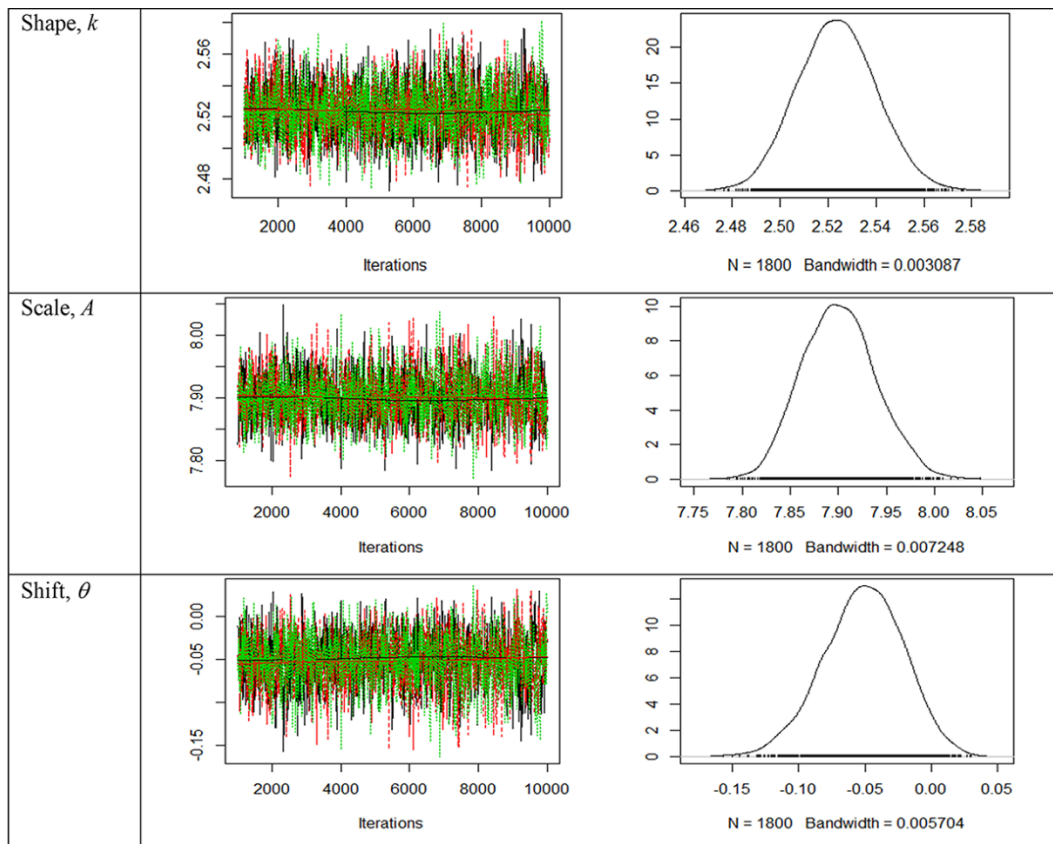 Shape, k
2.48 2.52 2.56
2000 4000 6000 8000 10000
Iterations
0 5 10 15 20
2.46 2.48 2.50 2.52 2.54 2.56 2.58
N = 1800 Bandwidth = 0.003087
Scale, A
7.80 7.90 8.00
2000 4000 6000 8000 10000
Iterations
0 2 4 6 8 10
7.75 7.80 7.85 7.90 7.95 8.00 8.05
N = 1800 Bandwidth = 0.007248
Shift, θ
-0.15 -0.05 0.00
2000 4000 6000 8000 10000
Iterations
0 2 4 6 8 10
-0.15 -0.10 -0.05 0.00 0.05
N = 1800 Bandwidth = 0.005704